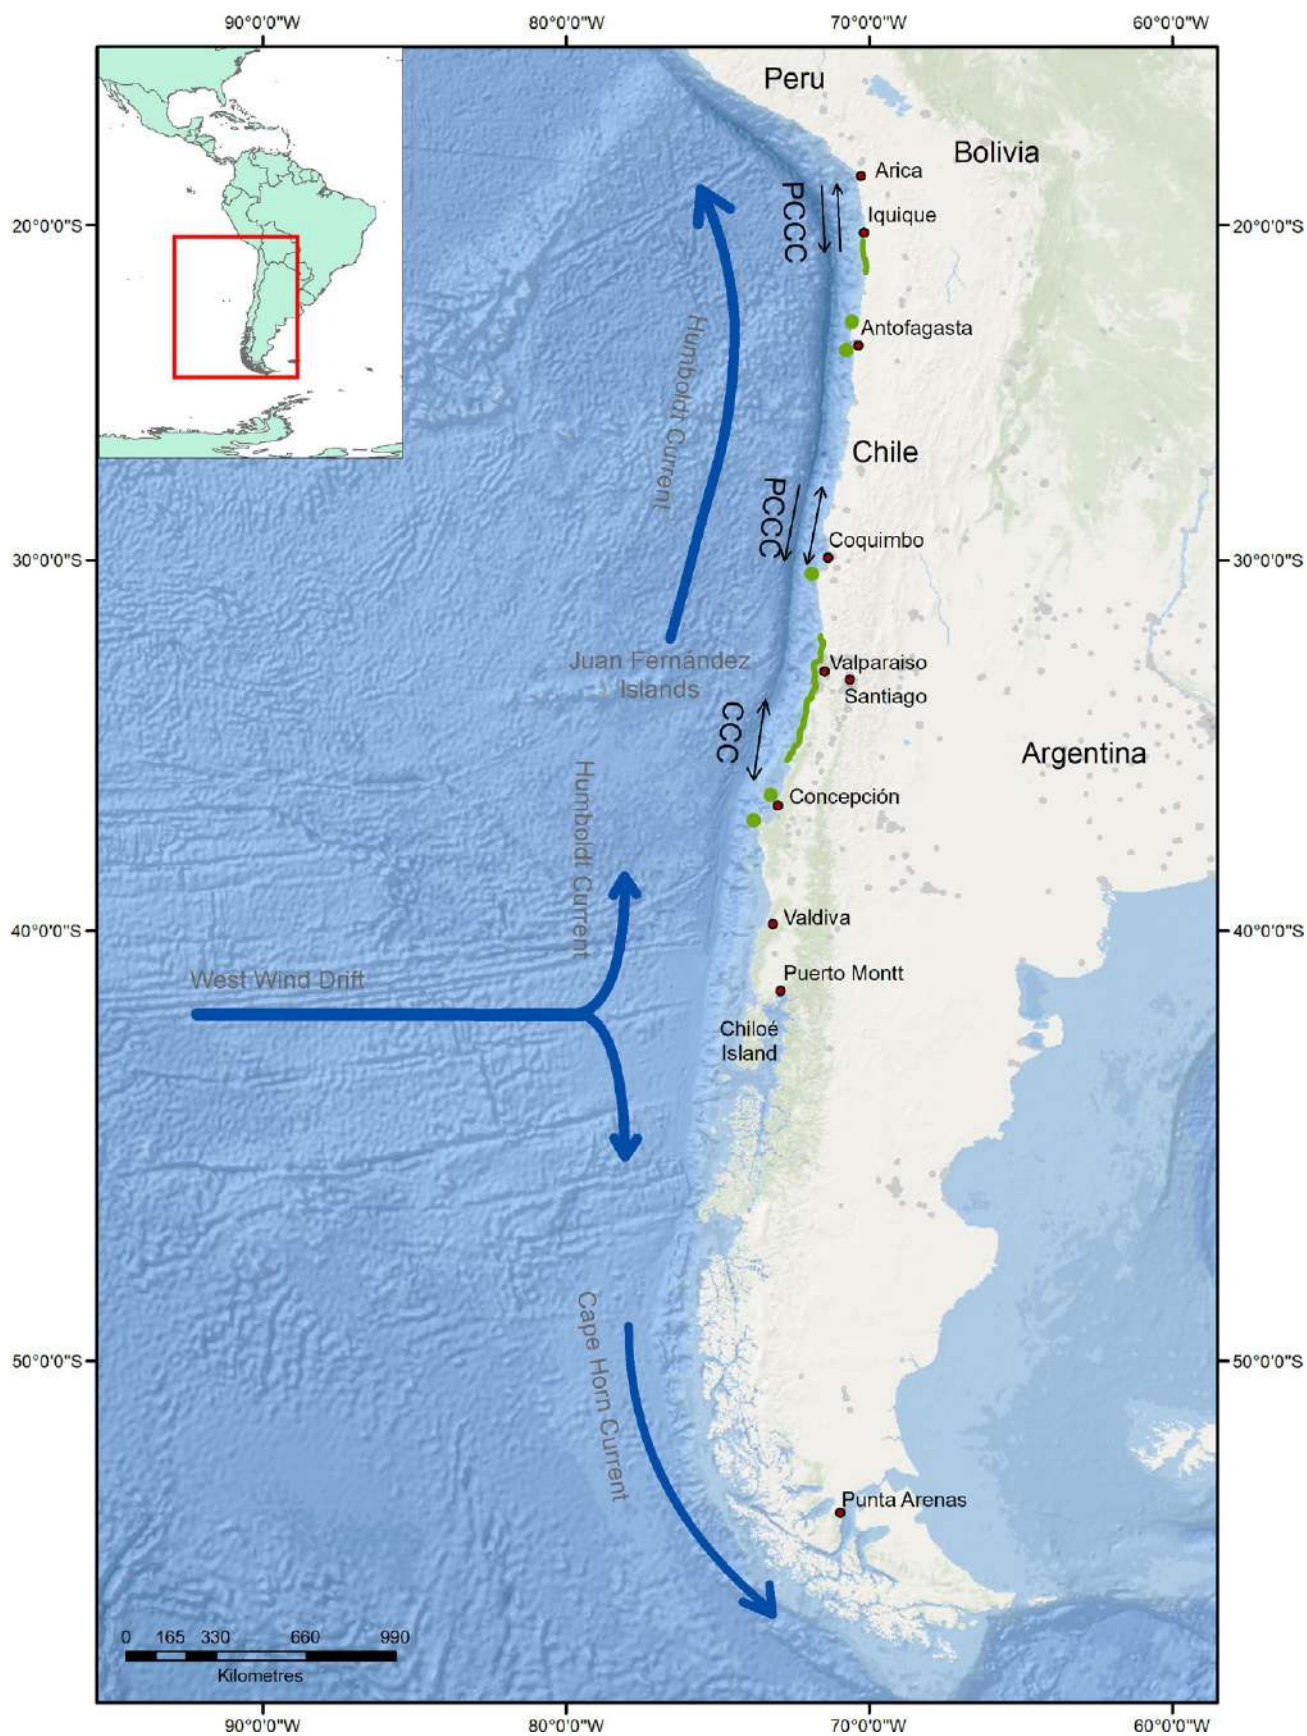 90°0'0"W
80°0'0"W
70°0'0"W
60°0'0"W
Peru
Bolivia
Arica
PCCC
Iquique
20°0'0"S
20°0'0"S
Humboldt Current
Antofagasta
Chile
PCCC
Coquimbo
30°0'0"S
30°0'0"S
Juan Fernández
Islands
Valparaiso
Santiago
CCC
Argentina
Humboldt Current
Concepción
Valdiva
40°0'0"S
40°0'0"S
West Wind Drift
Puerto Montt
Chiloé
Island
Cape Horn Current
50°0'0"S
50°0'0"S
Punta Arenas
0 165 330 660 990
Kilometres
90°0'0"W
80°0'0"W
70°0'0"W
60°0'0"W